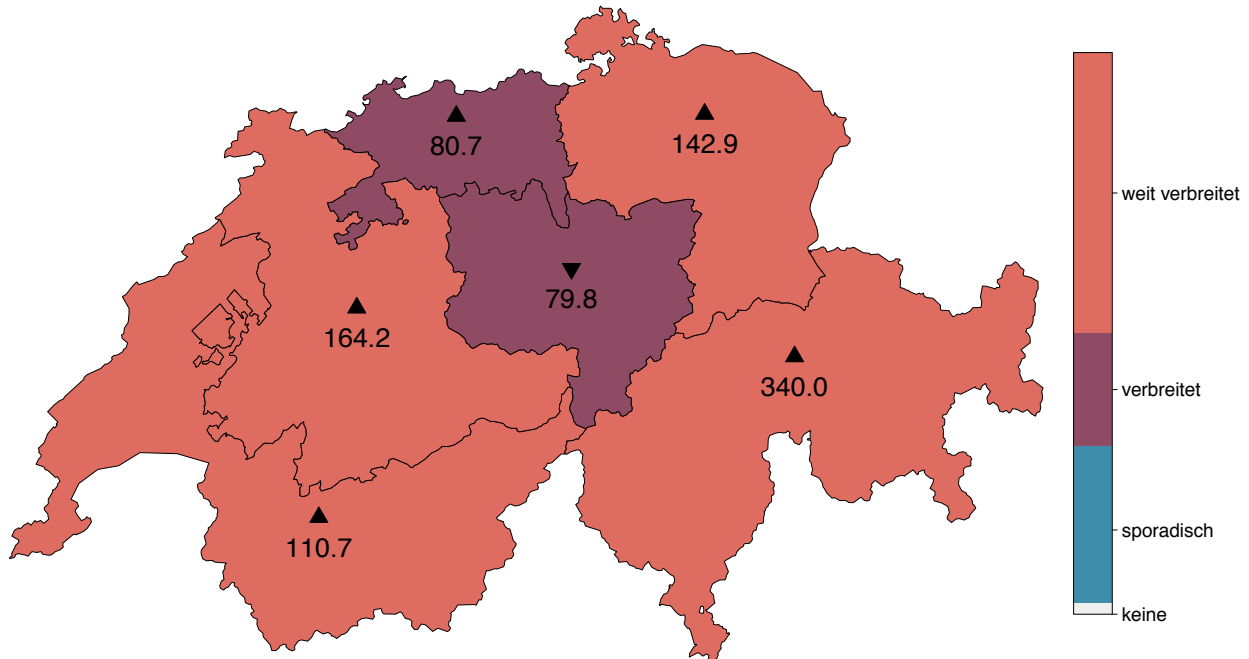 80.7
142.9
79.8
164.2
340.0
110.7
weit verbreitet
verbreitet
sporadisch
keine